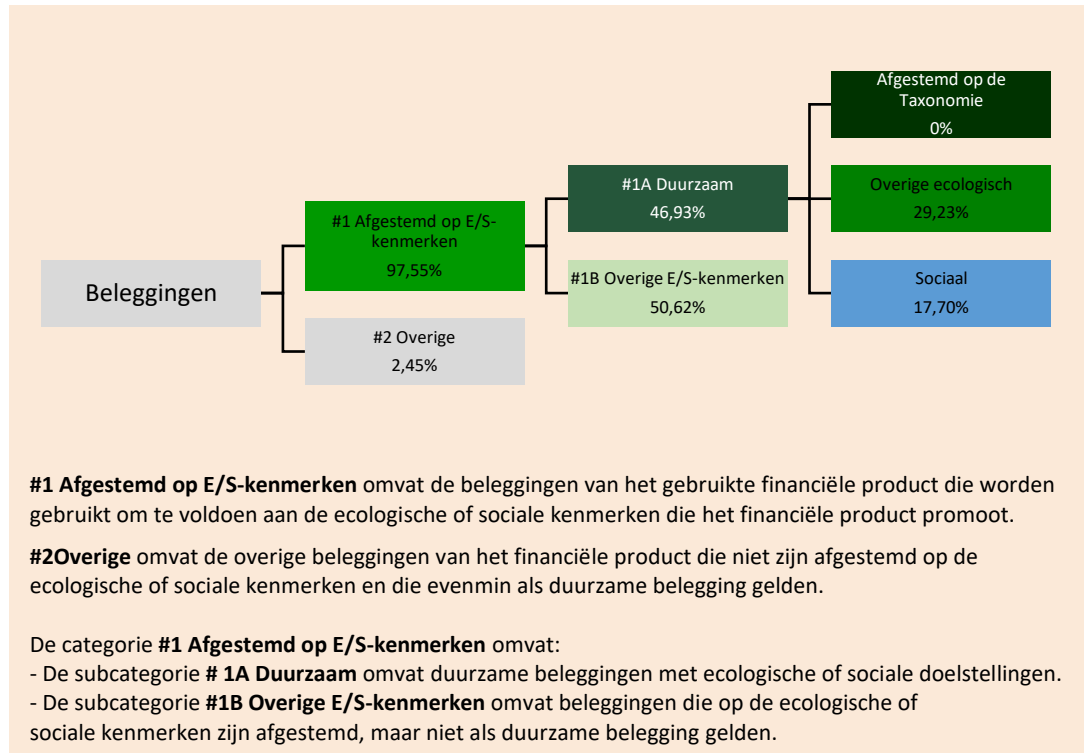 Afgestemd op de
Taxonomie
0%
#1A Duurzaam
46,93%
Overige ecologisch
29,23%
#1 Afgestemd op E/S-
kenmerken
97,55%
Beleggingen
#1B Overige E/S-kenmerken
50,62%
Sociaal
17,70%
#2 Overige
2,45%
#1 Afgestemd op E/S-kenmerken omvat de beleggingen van het gebruikte financiële product die worden
gebruikt om te voldoen aan de ecologische of sociale kenmerken die het financiële product promoot.
#2Overige omvat de overige beleggingen van het financiële product die niet zijn afgestemd op de
ecologische of sociale kenmerken en die evenmin als duurzame belegging gelden.
De categorie #1 Afgestemd op E/S-kenmerken omvat:
- De subcategorie # 1A Duurzaam omvat duurzame beleggingen met ecologische of sociale doelstellingen.
- De subcategorie #1B Overige E/S-kenmerken omvat beleggingen die op de ecologische of
sociale kenmerken zijn afgestemd, maar niet als duurzame belegging gelden.